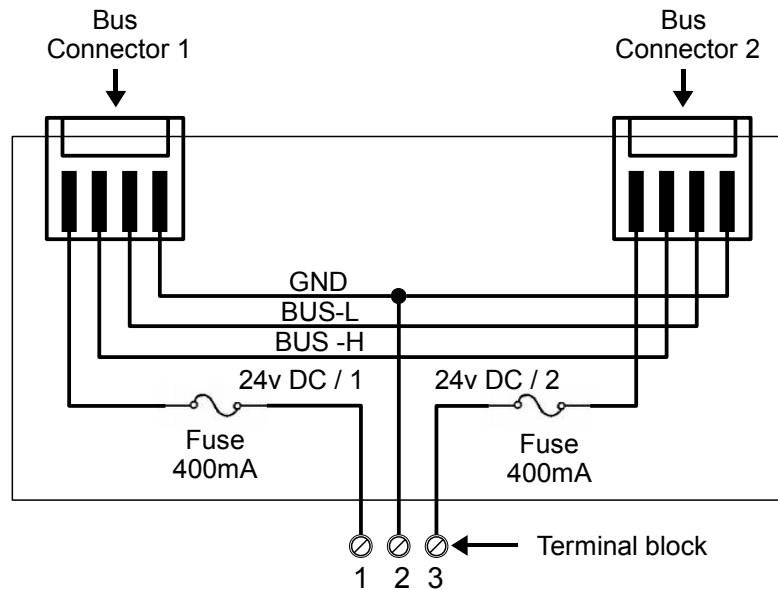 Bus
Connector 1
Bus
Connector 2
GND
BUS-L
BUS -H
24v DC / 1
24v DC / 2
Fuse
400mA
Fuse
400mA
Terminal block
1 2 3